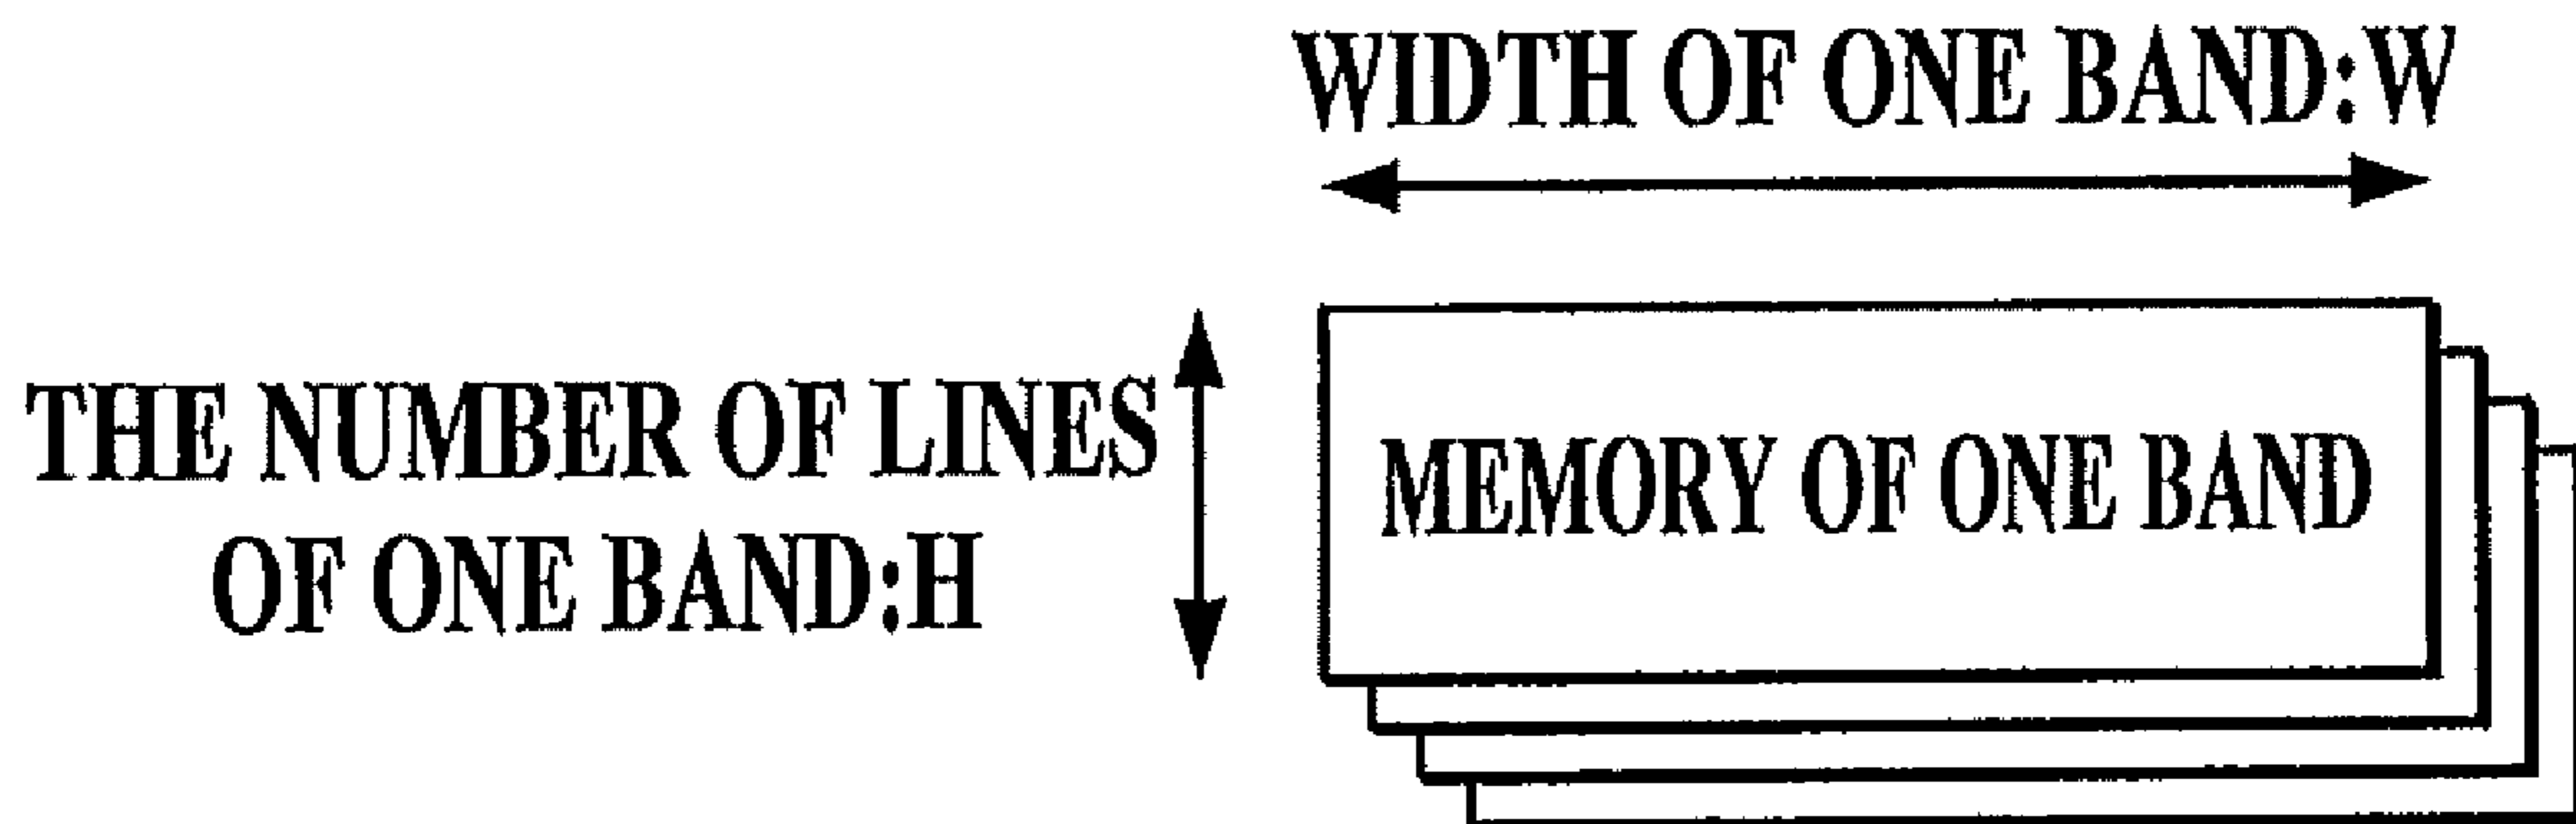 WIDTH OF ONE BAND:W
THE NUMBER OF LINES
OF ONE BAND:H
MEMORY OF ONE BAND